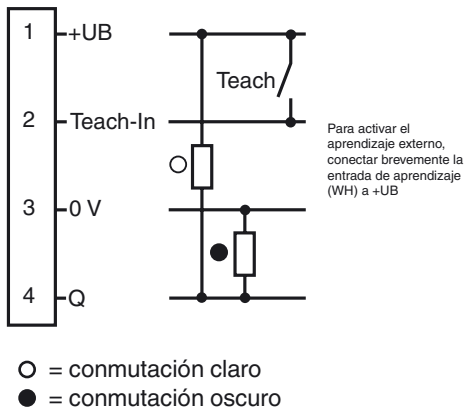 1 +UB
Teach
2 Teach-In
Para activar el
aprendizaje externo,
conectar brevemente la
entrada de aprendizaje
(WH) a +UB
3 0 V
4 Q
= conmutación claro
= conmutación oscuro